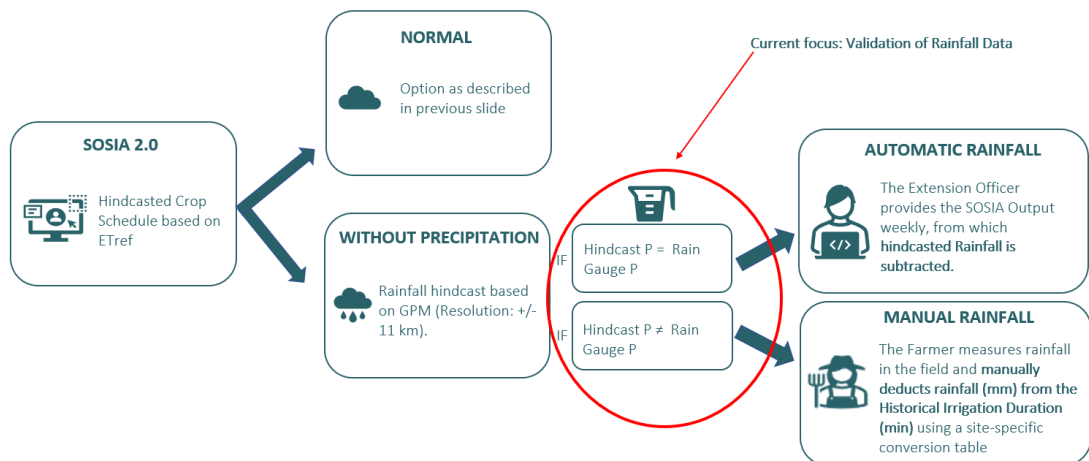 NORMAL
Option as described
in previous slide
Current focus: Validation of Rainfall Data
SOSIA 2.0
Hindcasted Crop
Schedule based on
ETref
WITHOUT PRECIPITATION
Rainfall hindcast based
on GPM (Resolution: +/-
11 km).
IF
Hindcast P = Rain
Gauge P
IF
Hindcast P ≠ Rain
Gauge P
AUTOMATIC RAINFALL
The Extension Officer
provides the SOSIA Output
weekly, from which
hindcasted Rainfall is
subtracted.
MANUAL RAINFALL
The Farmer measures rainfall
in the field and manually
deducts rainfall (mm) from the
Historical Irrigation Duration
(min) using a site-specific
conversion table